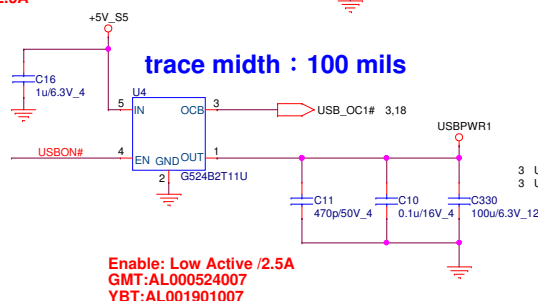 +5V_S5
trace midth：100 mils
C16
1u/6.3V_4
U4
5
IN
OCB
3
USB_OC1#
3,18
USBPWR1
USBON#
4
EN
GND
OUT
1
2
G524B2T11U
3
3
C11
470p/50V_4
C10
0.1u/16V_4
C330
100u/6.3V_12
Enable: Low Active /2.5A
GMT:AL000524007
YBT:AL001901007